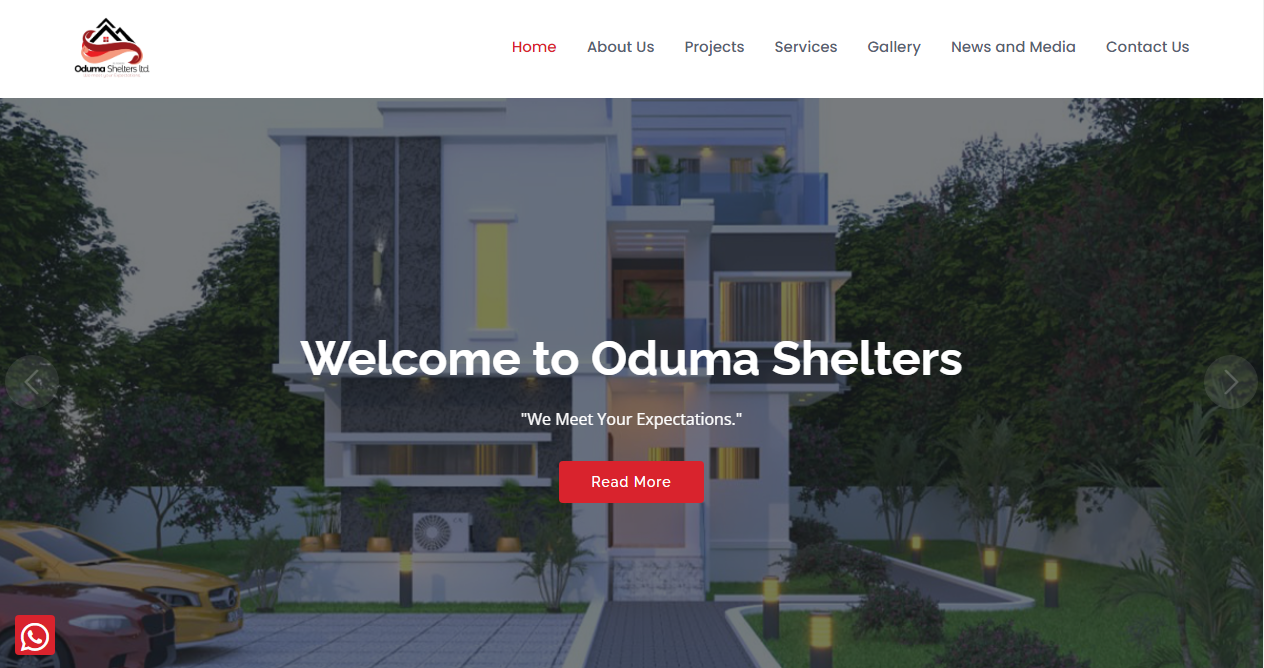 Oduma Shelters ltd.
Home
About Us
Projects
Services
Gallery
News and Media
Contact Us
Welcome to Oduma Shelters
"We Meet Your Expectations."
Read More